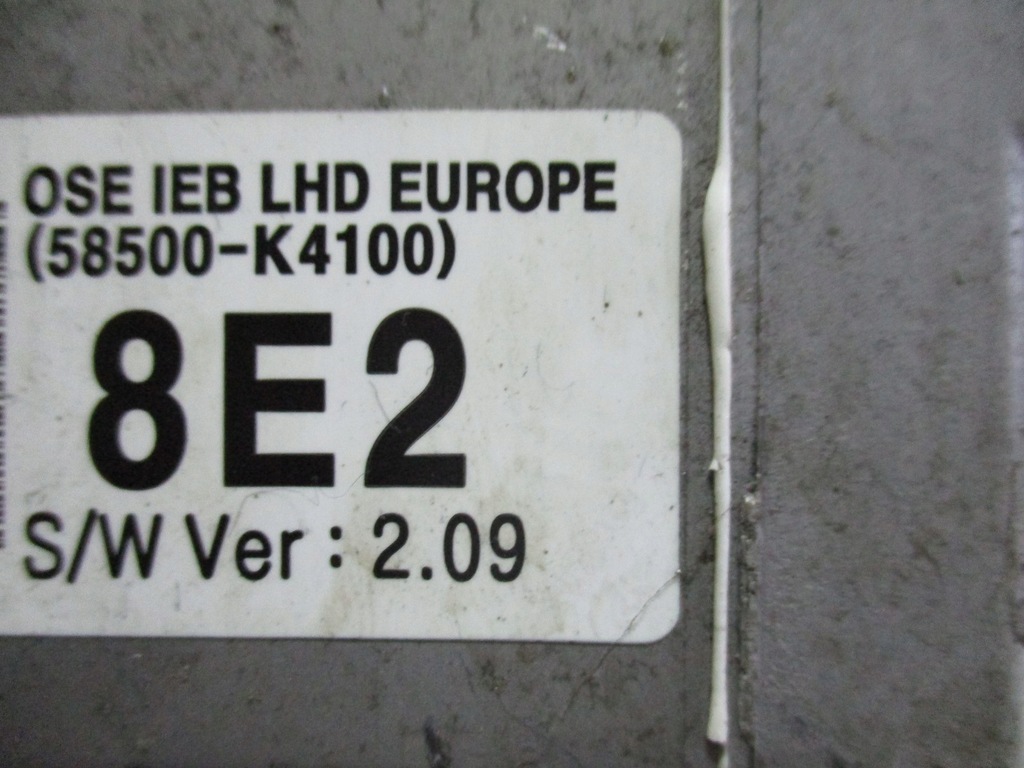 OSE IEB LHD EUROPE
(58500-K4100)
8E2
S/W Ver : 2.09